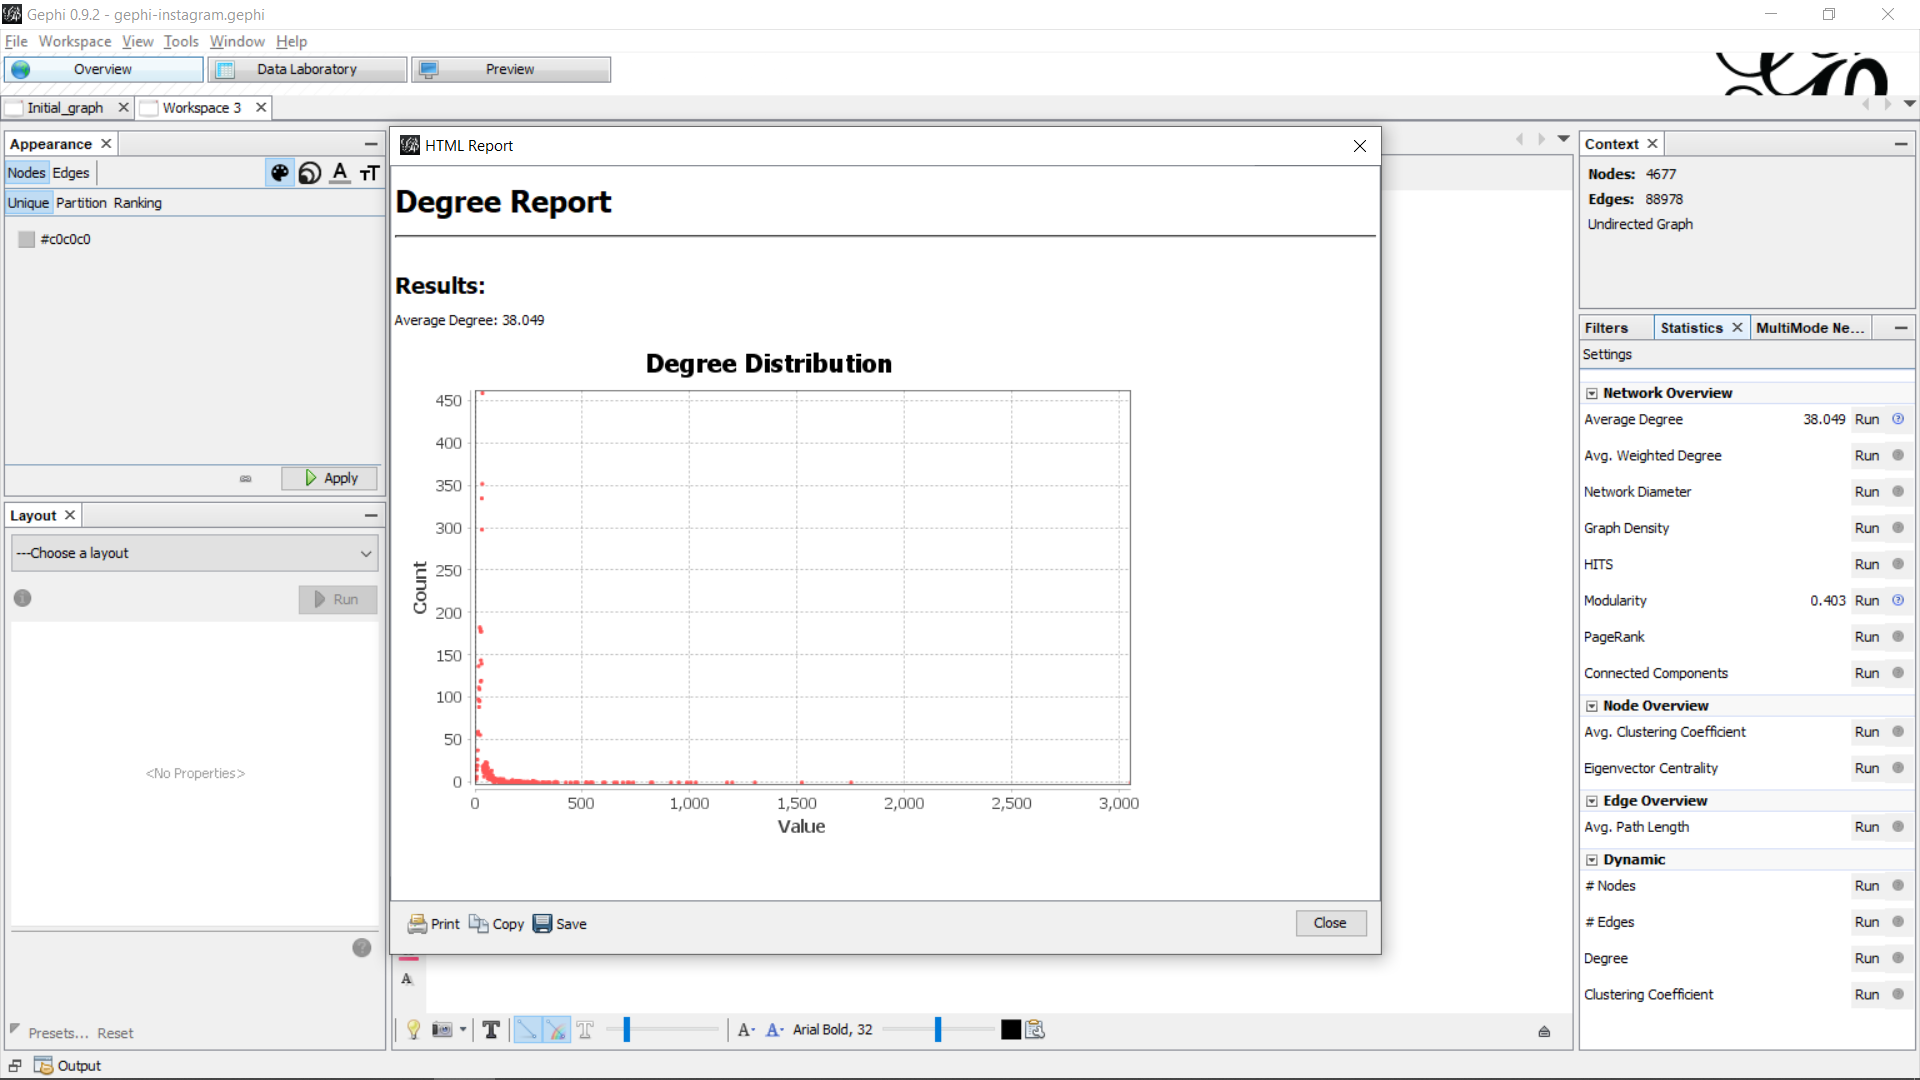 Gephi 0.9.2 - gephi-instagram.gephi
File Workspace View Tools Window Help
Overview Data Laboratory Preview
Initial_graph Workspace 3
Appearance
Nodes Edges
Unique Partition Ranking
#c0c0c0
Apply
Layout
---Choose a layout
Run
<No Properties>
Presets... Reset
HTML Report
Degree Report
Results:
Average Degree: 38.049
Degree Distribution
450
400
350
300
250
200
150
100
50
0
Count
0 500 1,000 1,500 2,000 2,500 3,000
Value
Print Copy Save Close
Arial Bold, 32
Context
Nodes: 4677
Edges: 88978
Undirected Graph
Filters Statistics MultiMode Ne...
Settings
Network Overview
Average Degree 38.049 Run
Avg. Weighted Degree Run
Network Diameter Run
Graph Density Run
HITS Run
Modularity 0.403 Run
PageRank Run
Connected Components Run
Node Overview
Avg. Clustering Coefficient Run
Eigenvector Centrality Run
Edge Overview
Avg. Path Length Run
Dynamic
# Nodes Run
# Edges Run
Degree Run
Clustering Coefficient Run
Output